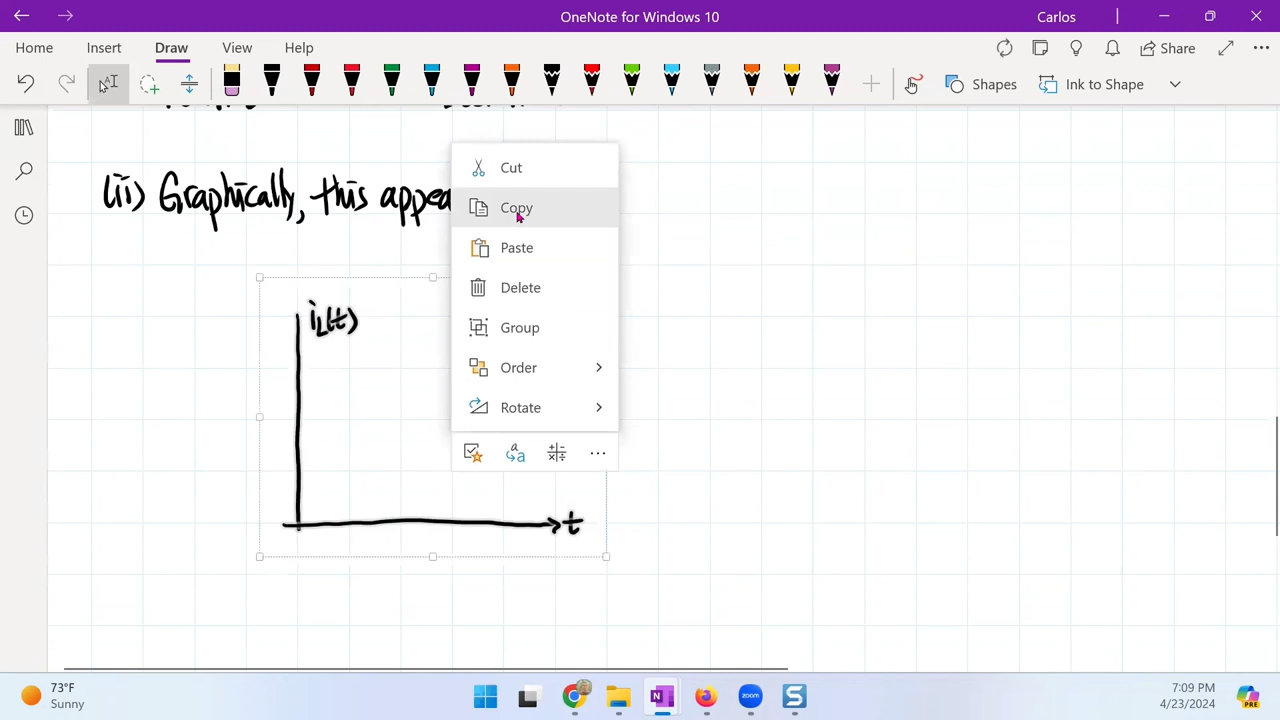 OneNote for Windows 10
Carlos
Home
Insert
Draw
View
Help
Share
Shapes
Ink to Shape
(ii) Graphically, this appea
Cut
Copy
Paste
Delete
Group
Order
Rotate
iL(t)
t
73°F
Sunny
7:09 PM
4/23/2024